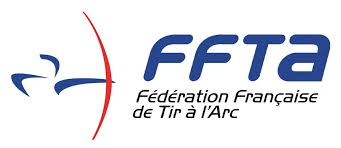 FFTA
Fédération Française
de Tir à l'Arc